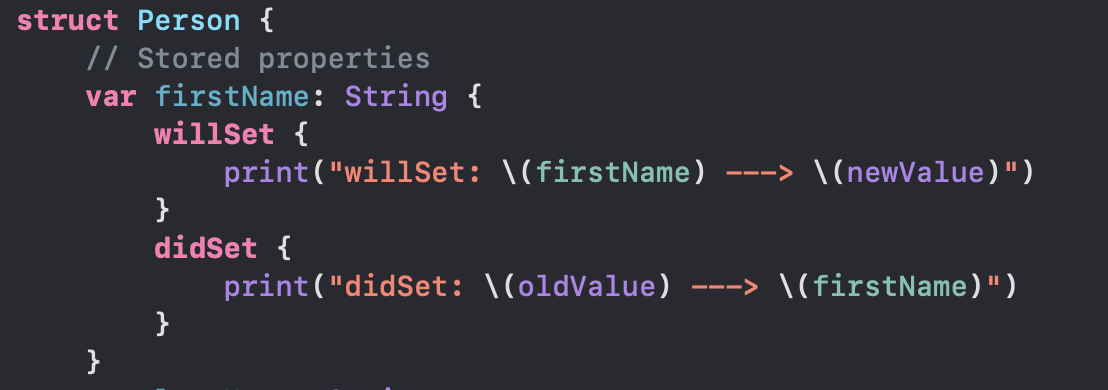 struct Person {
    // Stored properties
    var firstName: String {
        willSet {
            print("willSet: \(firstName) ---> \(newValue)")
        }
        didSet {
            print("didSet: \(oldValue) ---> \(firstName)")
        }
    }